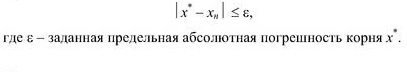 |x* – xₙ| ≤ ε,
где ε – заданная предельная абсолютная погрешность корня x*.